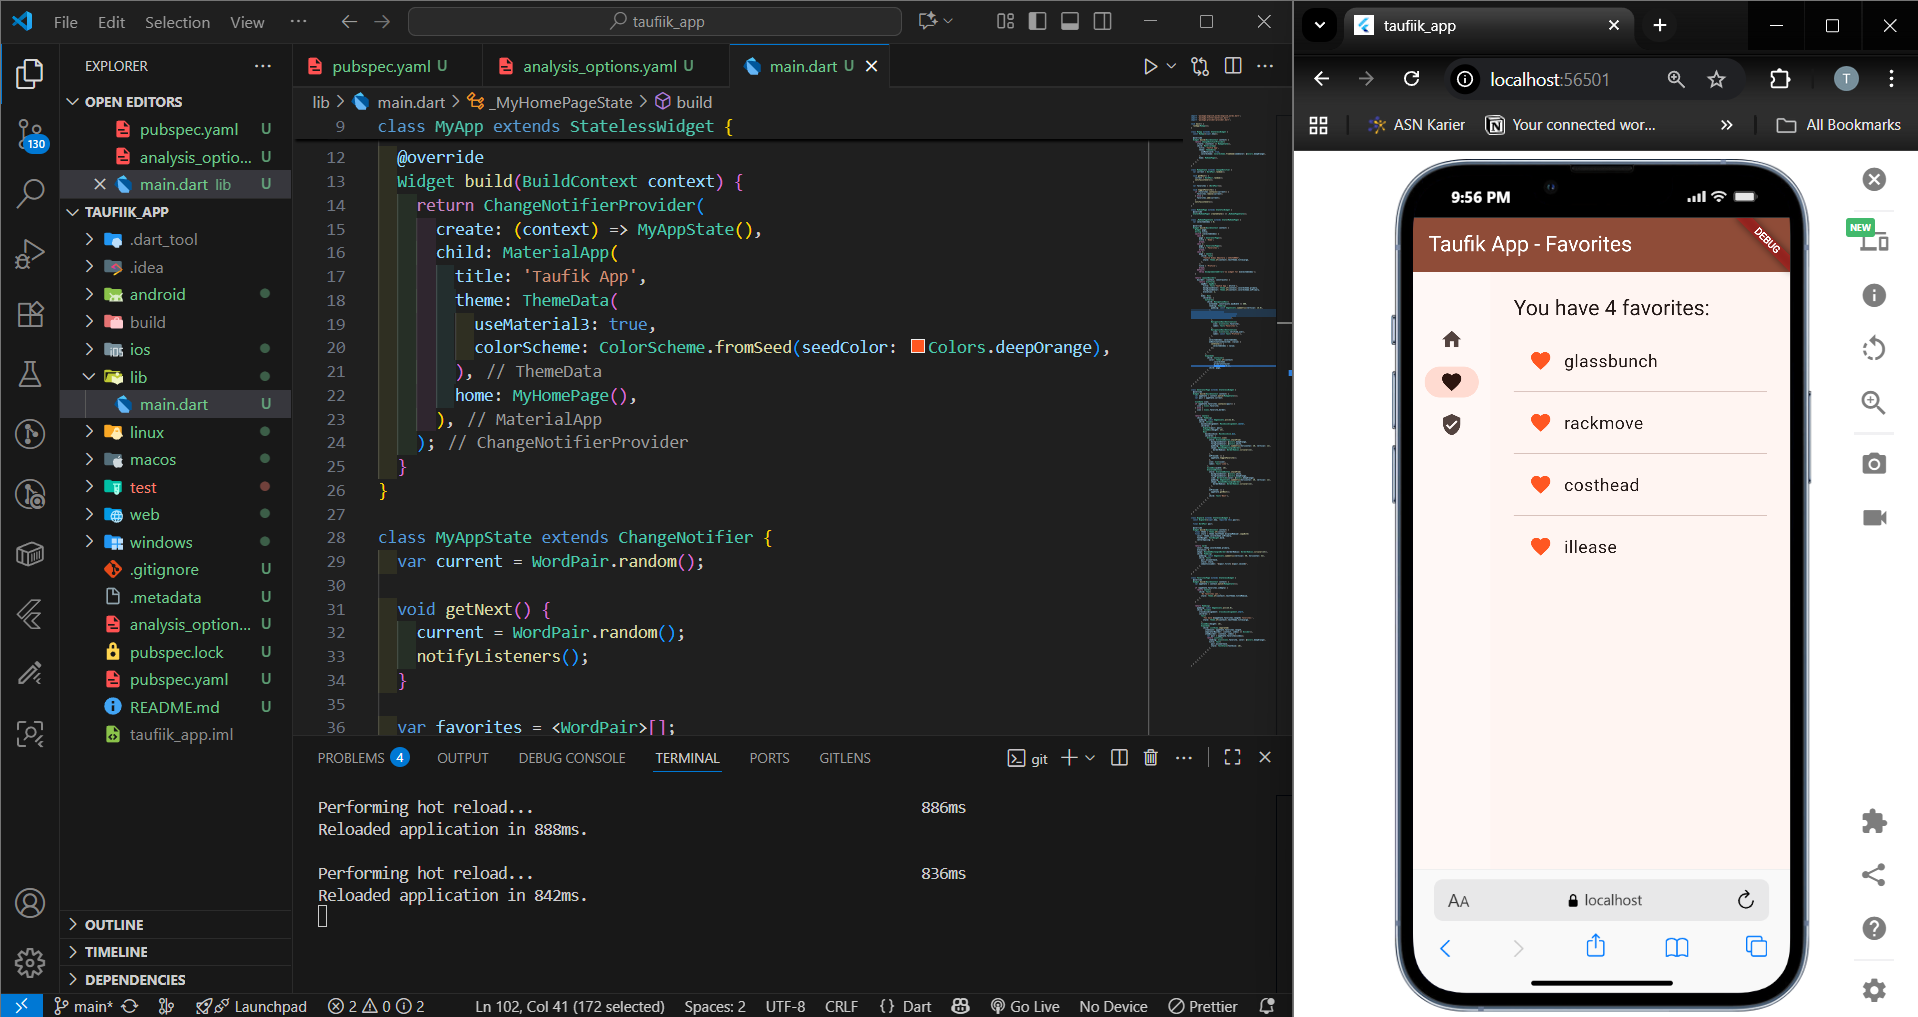 File Edit Selection View ··· taufiik_app
EXPLORER ···
OPEN EDITORS
pubspec.yaml U
analysis_optio... U
main.dart lib U
TAUFIIK_APP
.dart_tool
.idea
android
build
ios
lib
main.dart U
linux
macos
test
web
windows
.gitignore U
.metadata U
analysis_option... U
pubspec.lock U
pubspec.yaml U
README.md U
taufiik_app.iml
OUTLINE
TIMELINE
DEPENDENCIES
130
pubspec.yaml U analysis_options.yaml U main.dart U
lib > main.dart > _MyHomePageState > build
9 class MyApp extends StatelessWidget {
12 @override
13 Widget build(BuildContext context) {
14 return ChangeNotifierProvider(
15 create: (context) => MyAppState(),
16 child: MaterialApp(
17 title: 'Taufik App',
18 theme: ThemeData(
19 useMaterial3: true,
20 colorScheme: ColorScheme.fromSeed(seedColor: Colors.deepOrange),
21 ), // ThemeData
22 home: MyHomePage(),
23 ), // MaterialApp
24 ); // ChangeNotifierProvider
25 }
26 }
27
28 class MyAppState extends ChangeNotifier {
29 var current = WordPair.random();
30
31 void getNext() {
32 current = WordPair.random();
33 notifyListeners();
34 }
35
36 var favorites = <WordPair>[];
PROBLEMS 4 OUTPUT DEBUG CONSOLE TERMINAL PORTS GITLENS git
Performing hot reload... 886ms
Reloaded application in 888ms.
Performing hot reload... 836ms
Reloaded application in 842ms.
main* Launchpad 2 0 2 Ln 102, Col 41 (172 selected) Spaces: 2 UTF-8 CRLF {} Dart Go Live No Device Prettier
taufiik_app
localhost:56501 T
ASN Karier Your connected wor... » All Bookmarks
9:56 PM
Taufik App - Favorites
DEBUG
You have 4 favorites:
glassbunch
rackmove
costhead
illease
AA localhost
NEW